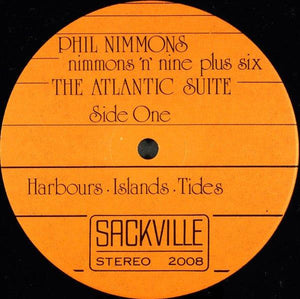 PHIL NIMMONS
nimmons 'n' nine plus six
THE ATLANTIC SUITE
Side One
Harbours · Islands · Tides
SACKVILLE
STEREO 2008